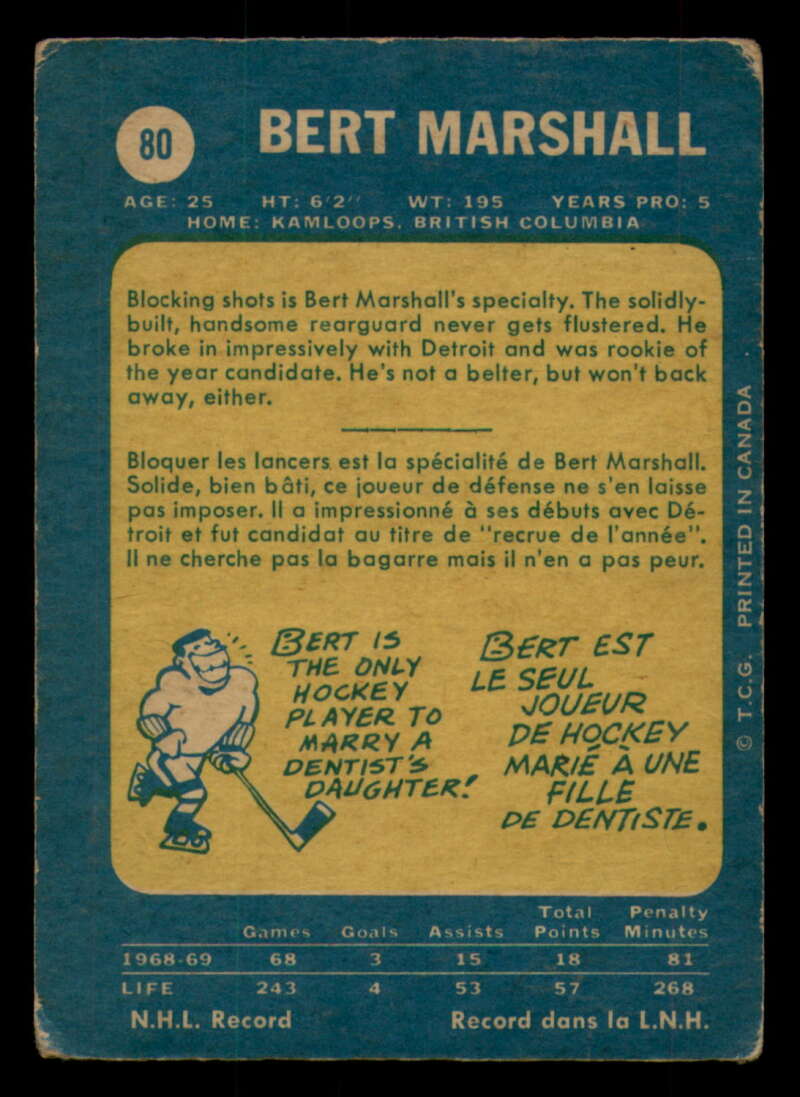 80
BERT MARSHALL
AGE: 25 HT: 6'2" WT: 195 YEARS PRO: 5
HOME: KAMLOOPS, BRITISH COLUMBIA
Blocking shots is Bert Marshall's specialty. The solidly-
built, handsome rearguard never gets flustered. He
broke in impressively with Detroit and was rookie of
the year candidate. He's not a belter, but won't back
away, either.
Bloquer les lancers est la spécialité de Bert Marshall.
Solide, bien bâti, ce joueur de défense ne s'en laisse
pas imposer. Il a impressionné à ses débuts avec Dé-
troit et fut candidat au titre de "recrue de l'année".
Il ne cherche pas la bagarre mais il n'en a pas peur.
BERT IS
THE ONLY
HOCKEY
PLAYER TO
MARRY A
DENTIST'S
DAUGHTER!
BERT EST
LE SEUL
JOUEUR
DE HOCKEY
MARIÉ À UNE
FILLE
DE DENTISTE.
© T.C.G. PRINTED IN CANADA
Total Penalty
Games Goals Assists Points Minutes
1968-69 68 3 15 18 81
LIFE 243 4 53 57 268
N.H.L. Record Record dans la L.N.H.